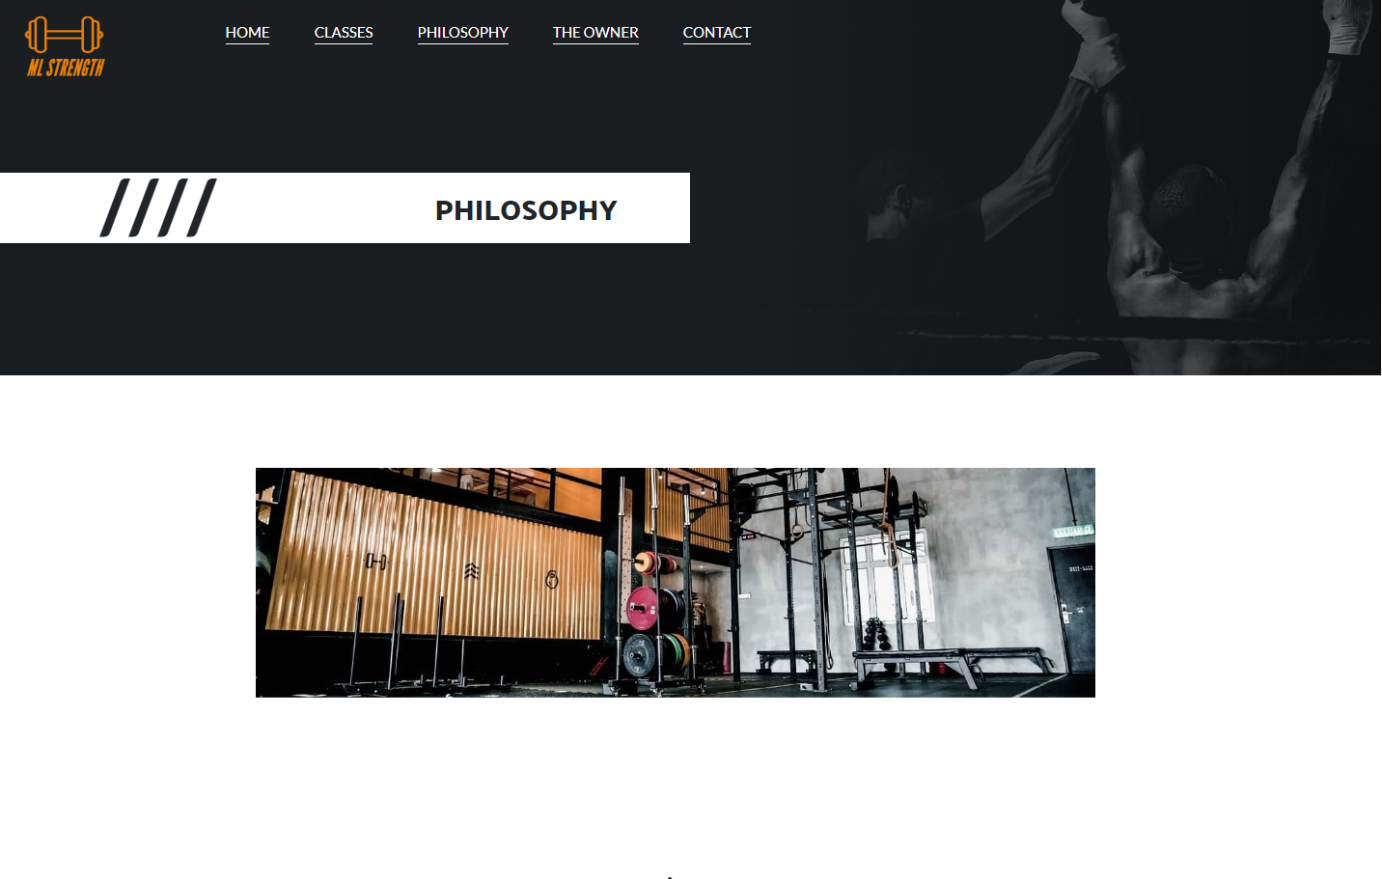 HOME CLASSES PHILOSOPHY THE OWNER CONTACT
ML STRENGTH
PHILOSOPHY